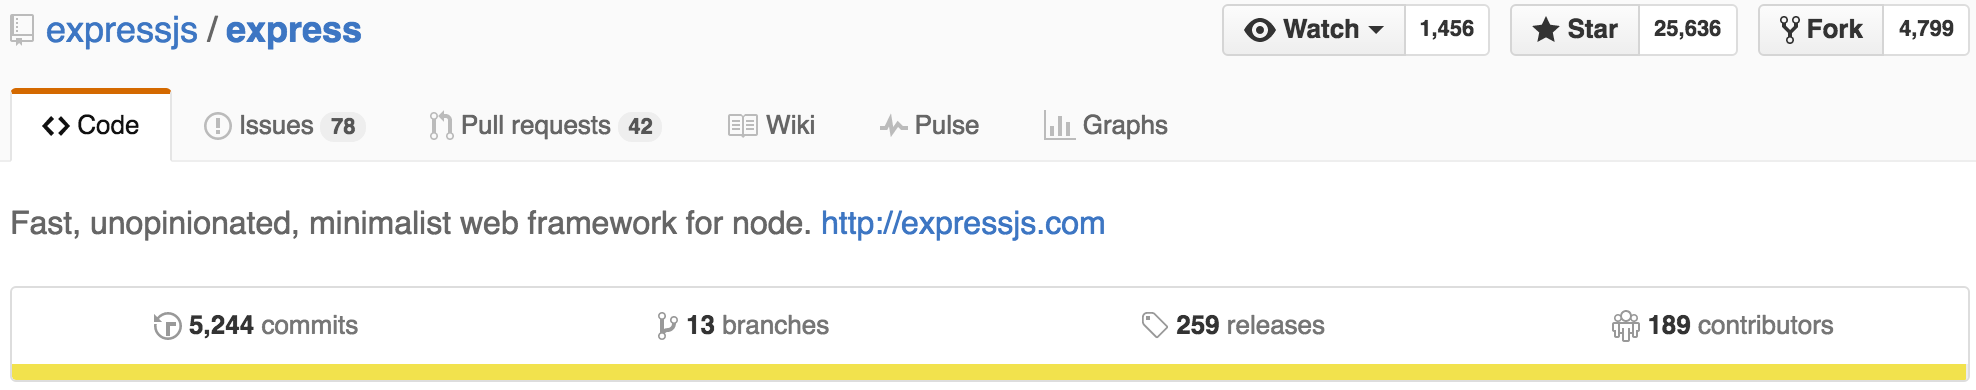 expressjs / express Watch 1,456 Star 25,636 Fork 4,799
Code Issues 78 Pull requests 42 Wiki Pulse Graphs
Fast, unopinionated, minimalist web framework for node. http://expressjs.com
5,244 commits 13 branches 259 releases 189 contributors